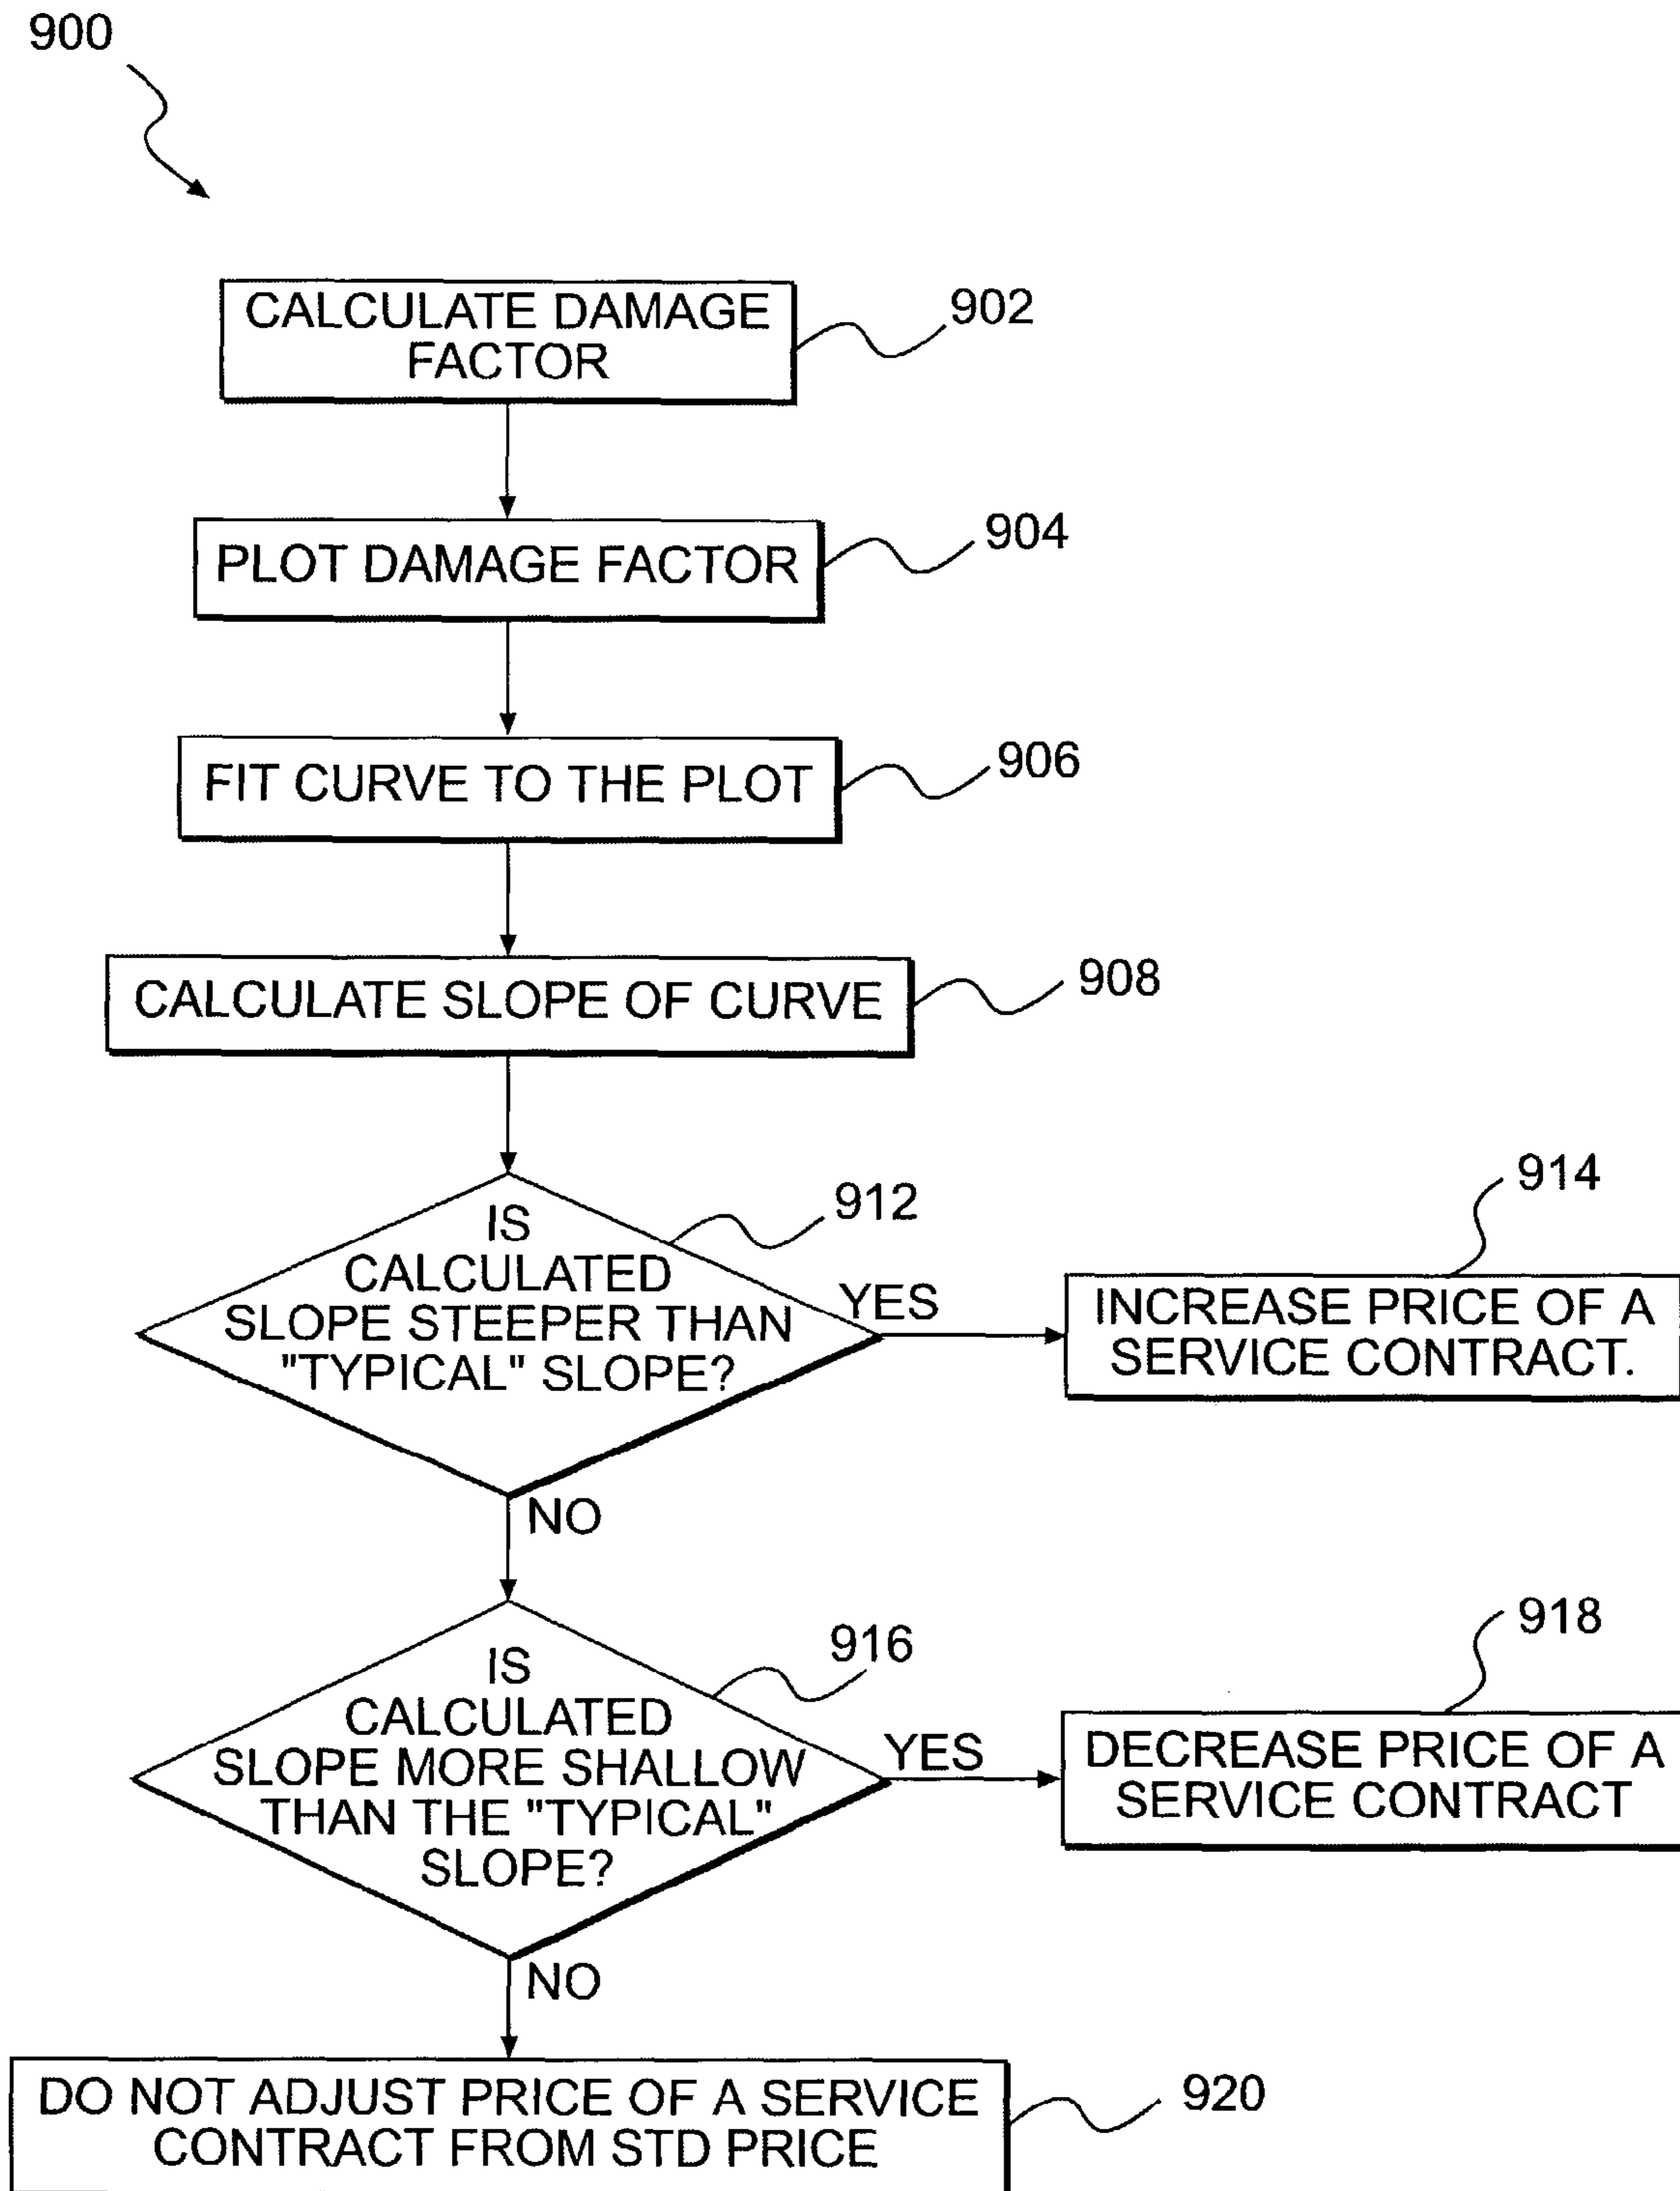 900
CALCULATE DAMAGE
FACTOR
902
PLOT DAMAGE FACTOR
904
FIT CURVE TO THE PLOT
906
CALCULATE SLOPE OF CURVE
908
IS
CALCULATED
SLOPE STEEPER THAN
"TYPICAL" SLOPE?
912
YES
914
INCREASE PRICE OF A
SERVICE CONTRACT.
NO
IS
CALCULATED
SLOPE MORE SHALLOW
THAN THE "TYPICAL"
SLOPE?
916
YES
918
DECREASE PRICE OF A
SERVICE CONTRACT
NO
DO NOT ADJUST PRICE OF A SERVICE
CONTRACT FROM STD PRICE
920